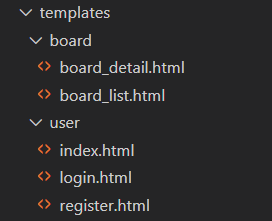 templates
board
board_detail.html
board_list.html
user
index.html
login.html
register.html